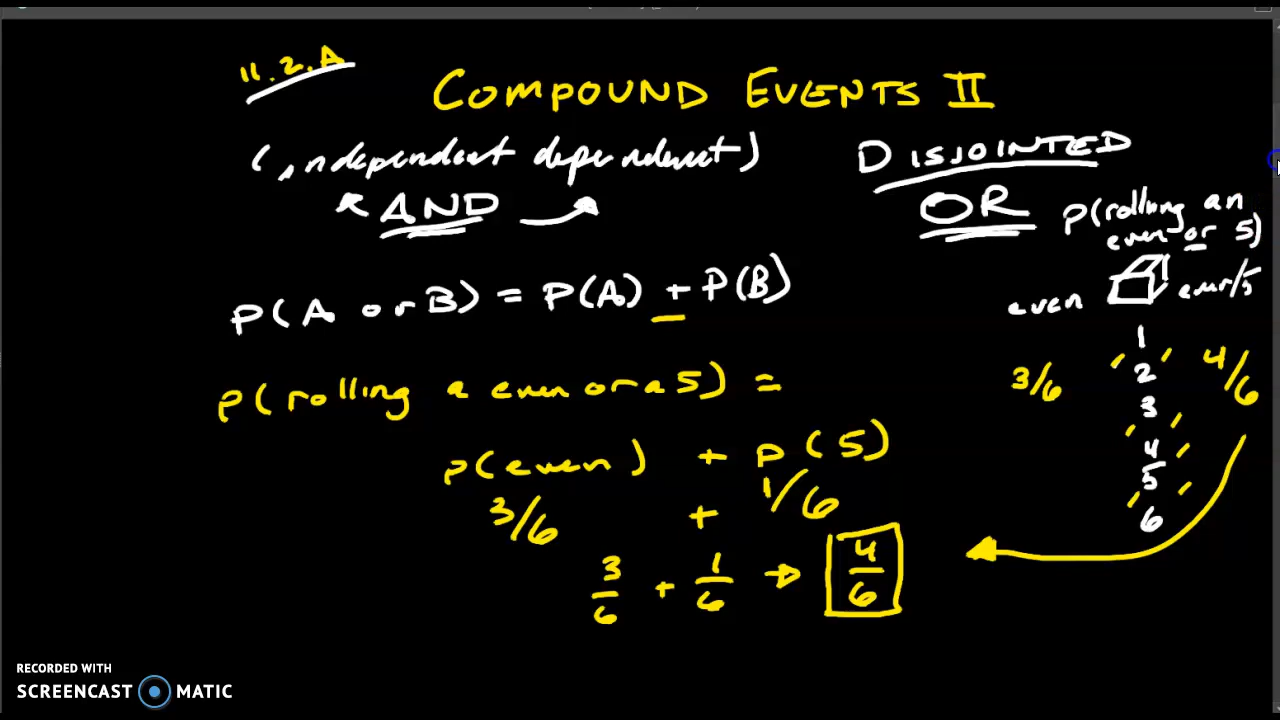 11.2.A
COMPOUND EVENTS II
(independent dependent) DISJOINTED
AND OR
P(rolling an
even or 5)
P(A or B) = P(A) + P(B)
even even/5
1
2
3
4
5
6
3/6 4/6
P(rolling a even or a 5) =
P(even) + P(5)
3/6 + 1/6
3/6 + 1/6 → 4/6
RECORDED WITH
SCREENCAST MATIC